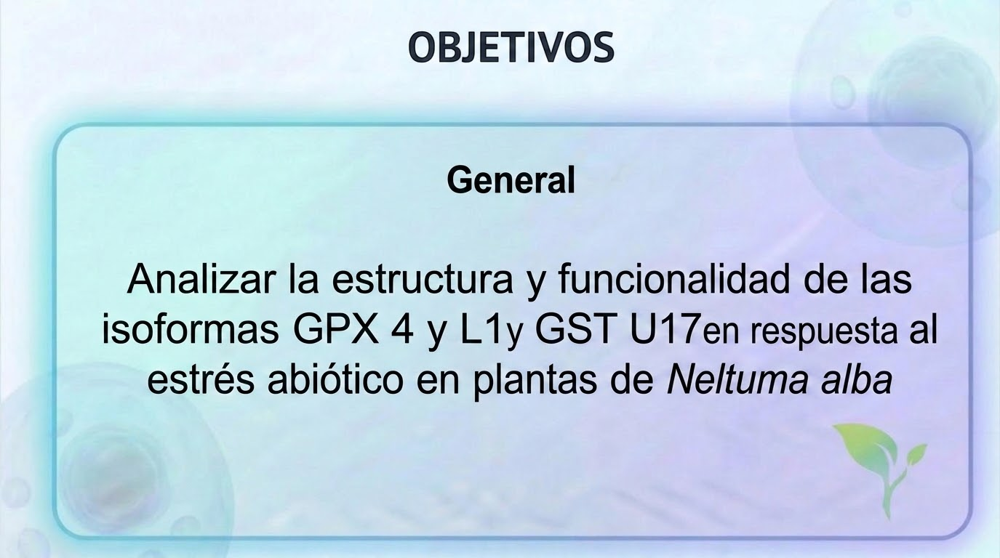 OBJETIVOS
General
Analizar la estructura y funcionalidad de las
isoformas GPX 4 y L1y GST U17en respuesta al
estrés abiótico en plantas de Neltuma alba